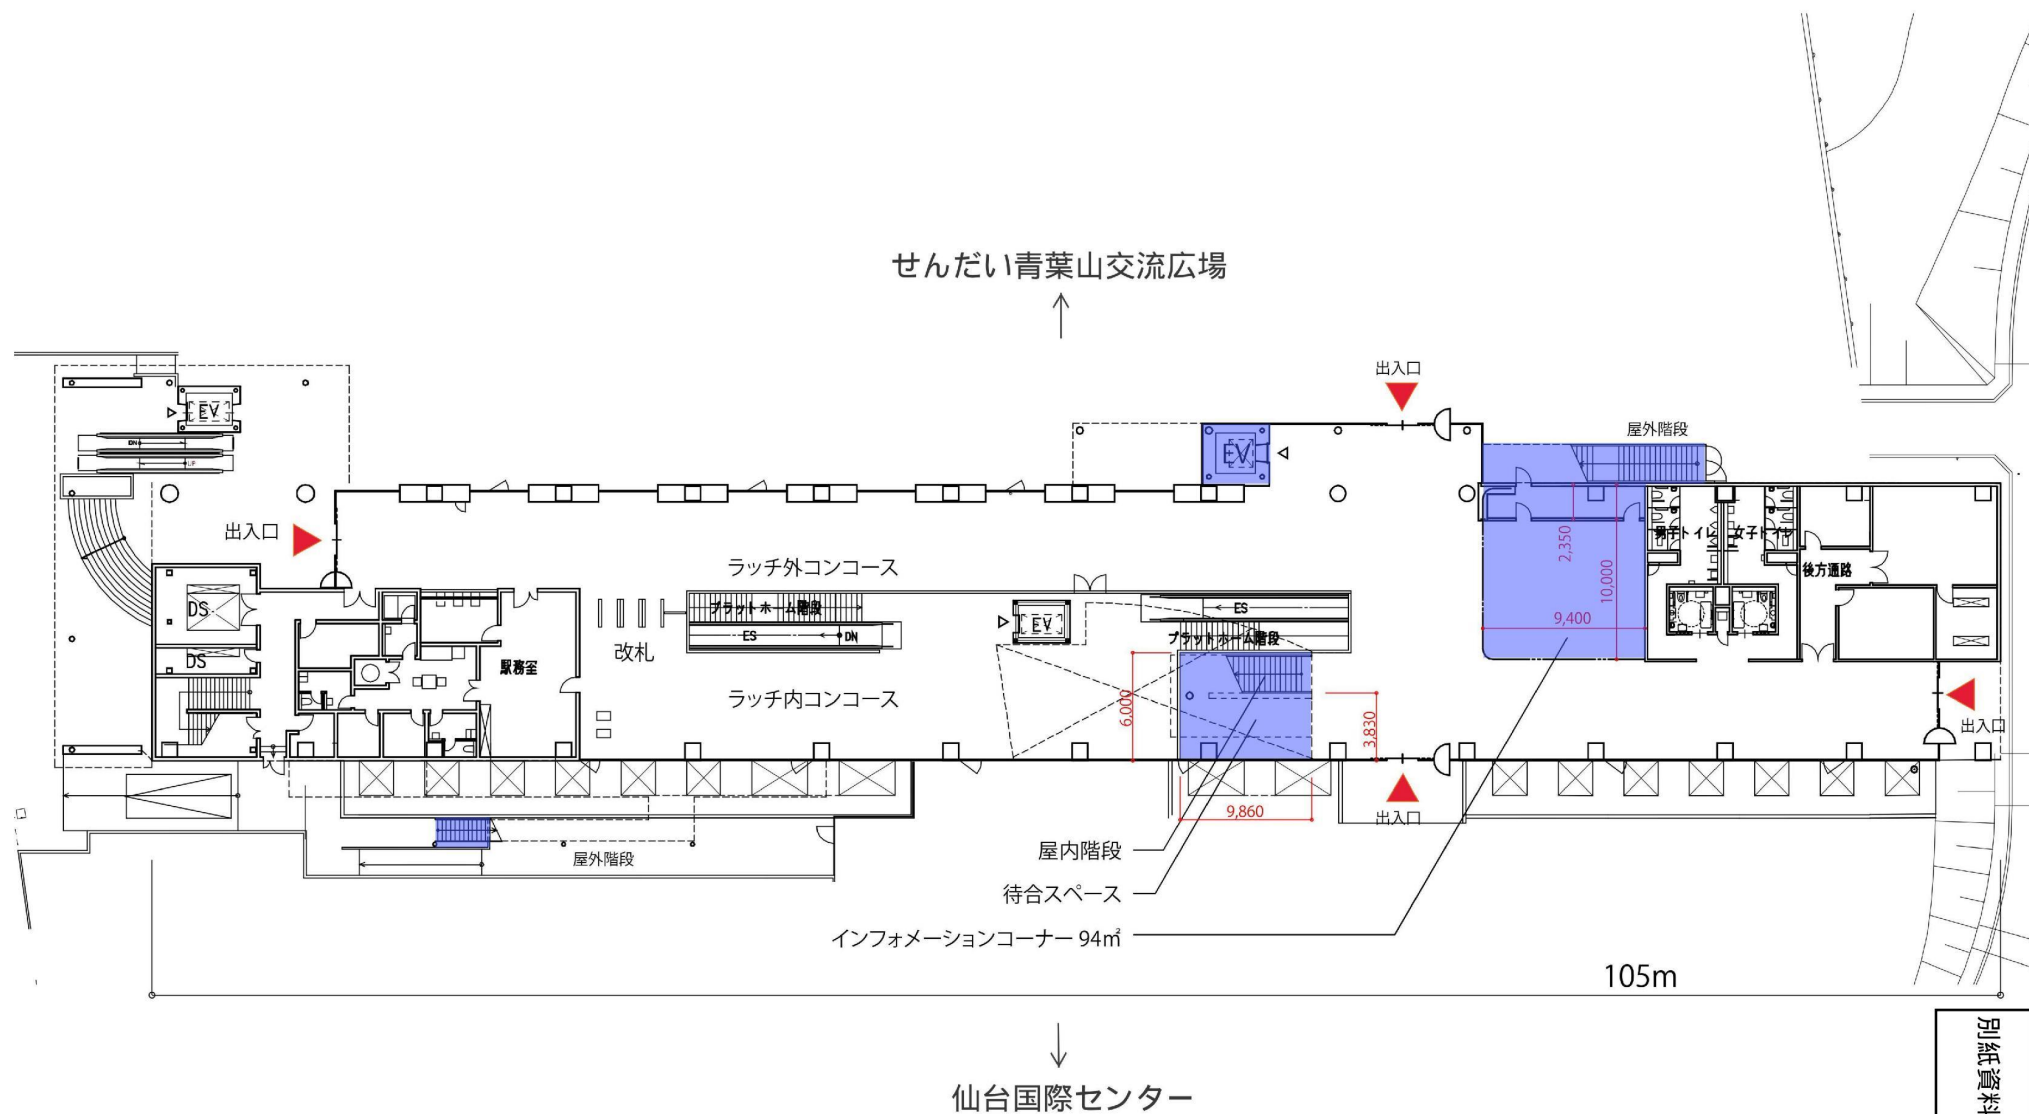 せんだい青葉山交流広場
出入口
屋外階段
EV
EV
DN
UP
出入口
ラッチ外コンコース
2,350
男子トイレ
女子トイレ
10,000
後方通路
DS
プラットホーム階段
EV
ES
9,400
ES
DN
プラットホーム階段
改札
DS
駅務室
ラッチ内コンコース
6,000
3,830
出入口
9,860
出入口
屋外階段
屋内階段
待合スペース
インフォメーションコーナー 94㎡
105m
仙台国際センター
別紙資料